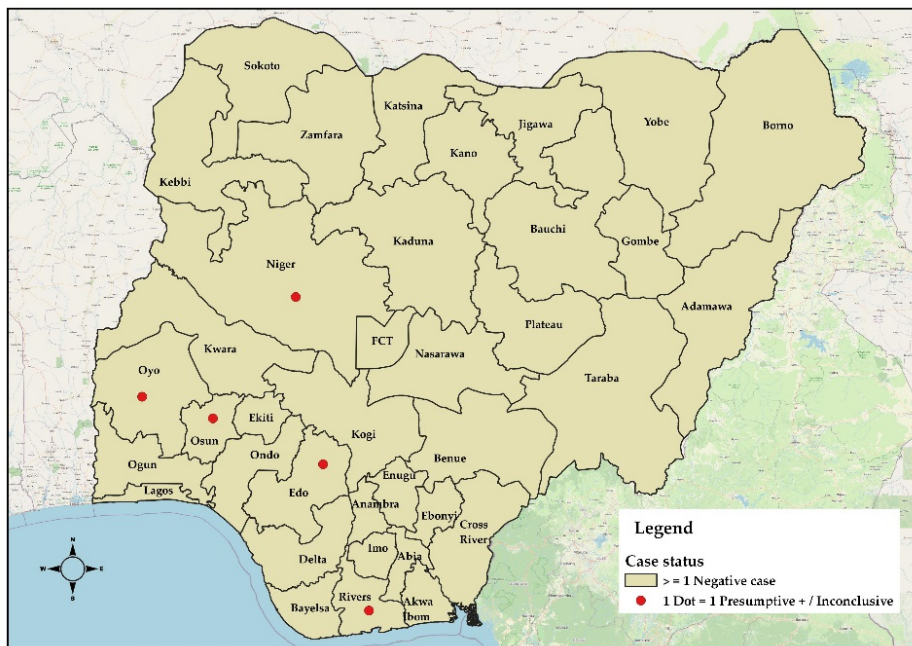 Sokoto
Katsina
Jigawa
Yobe
Borno
Zamfara
Kano
Kebbi
Kaduna
Bauchi
Gombe
Niger
Adamawa
Plateau
FCT
Nasarawa
Kwara
Oyo
Taraba
Ekiti
Osun
Kogi
Ondo
Benue
Ogun
Enugu
Lagos
Edo
Anambra
Ebonyi
Cross
River
Imo
Abia
Delta
Rivers
Bayelsa
Akwa
Ibom
N
W
E
S
Legend
Case status
> = 1 Negative case
1 Dot = 1 Presumptive + / Inconclusive